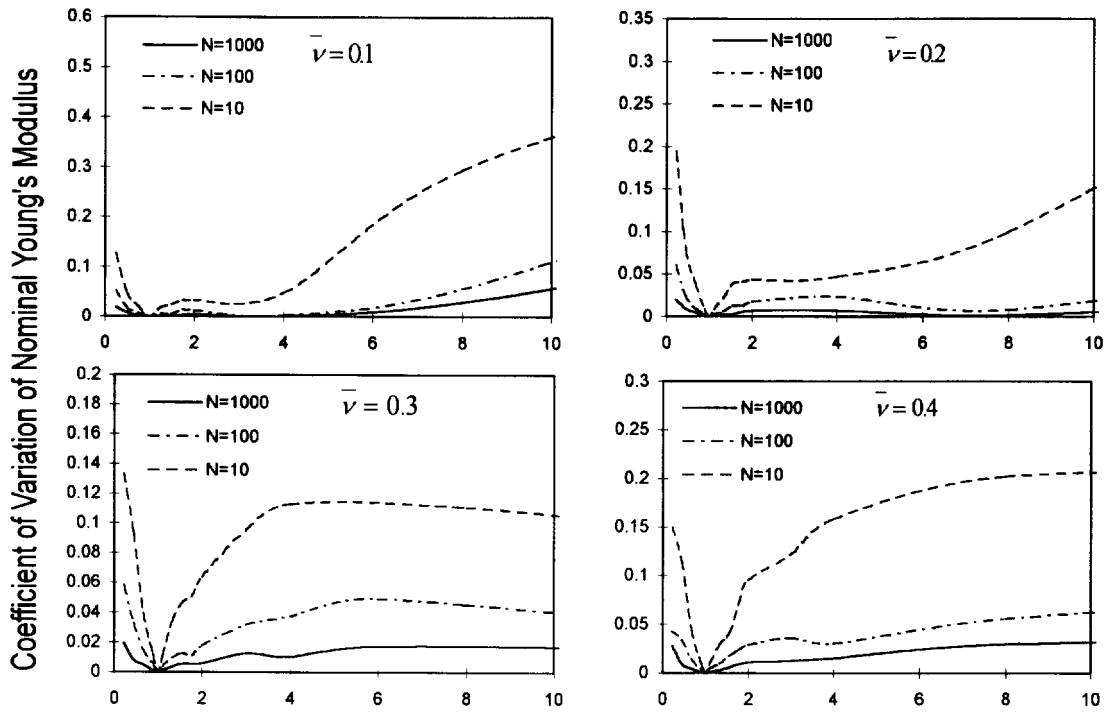 Coefficient of Variation of Nominal Young's Modulus
0.6
0.5
0.4
0.3
0.2
0.1
0
N=1000
N=100
N=10
ν̅ = 0.1
0 2 4 6 8 10
0.35
0.3
0.25
0.2
0.15
0.1
0.05
0
N=1000
N=100
N=10
ν̅ = 0.2
0 2 4 6 8 10
0.2
0.18
0.16
0.14
0.12
0.1
0.08
0.06
0.04
0.02
0
N=1000
N=100
N=10
ν̅ = 0.3
0 2 4 6 8 10
0.3
0.25
0.2
0.15
0.1
0.05
0
N=1000
N=100
N=10
ν̅ = 0.4
0 2 4 6 8 10